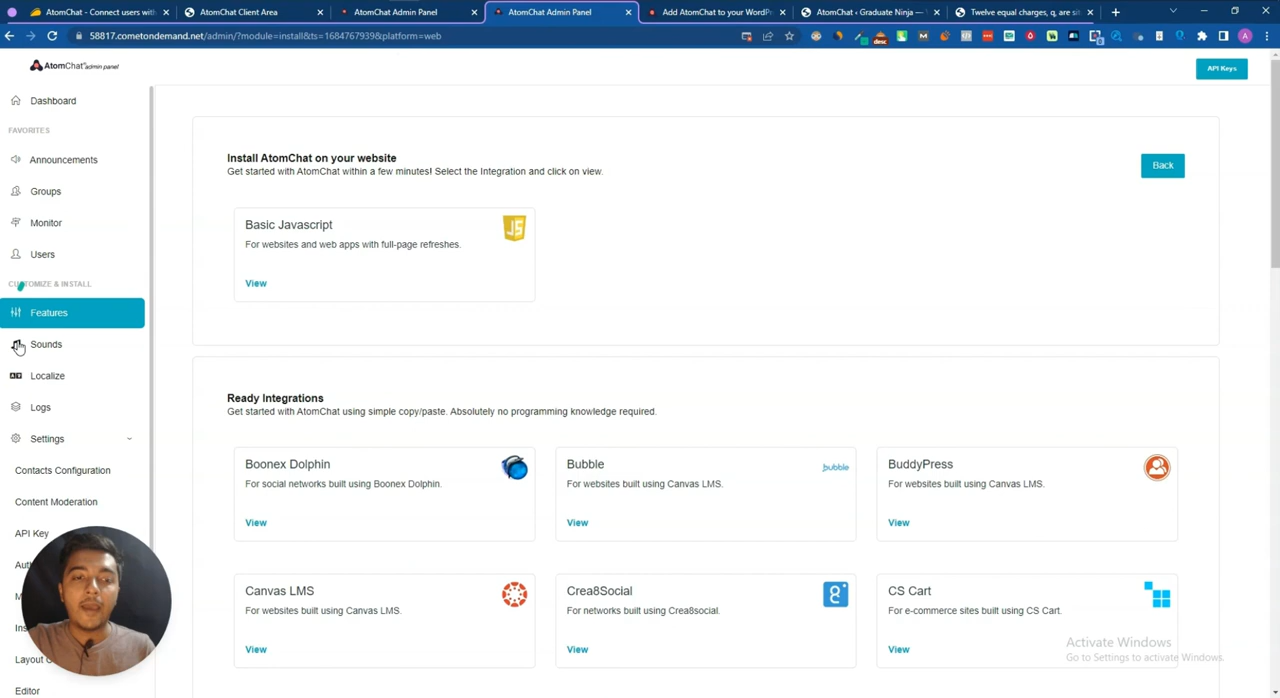 AtomChat - Connect users with
AtomChat Client Area
AtomChat Admin Panel
AtomChat Admin Panel
Add AtomChat to your WordPr
AtomChat ‹ Graduate Ninja —
Twelve equal charges, q, are si
58817.cometondemand.net/admin/?module=install&ts=1684767939&platform=web
AtomChat admin panel
API Keys
Dashboard
FAVORITES
Announcements
Groups
Monitor
Users
CUSTOMIZE & INSTALL
Features
Sounds
Localize
Logs
Settings
Contacts Configuration
Content Moderation
API Key
Layout
Editor
Install AtomChat on your website
Get started with AtomChat within a few minutes! Select the Integration and click on view.
Back
Basic Javascript
JS
For websites and web apps with full-page refreshes.
View
Ready Integrations
Get started with AtomChat using simple copy/paste. Absolutely no programming knowledge required.
Boonex Dolphin
For social networks built using Boonex Dolphin.
View
Bubble
bubble
For websites built using Canvas LMS.
View
BuddyPress
For websites built using Canvas LMS.
View
Canvas LMS
For websites built using Canvas LMS.
View
Crea8Social
For networks built using Crea8social.
View
CS Cart
For e-commerce sites built using CS Cart.
View
Activate Windows
Go to Settings to activate Windows.